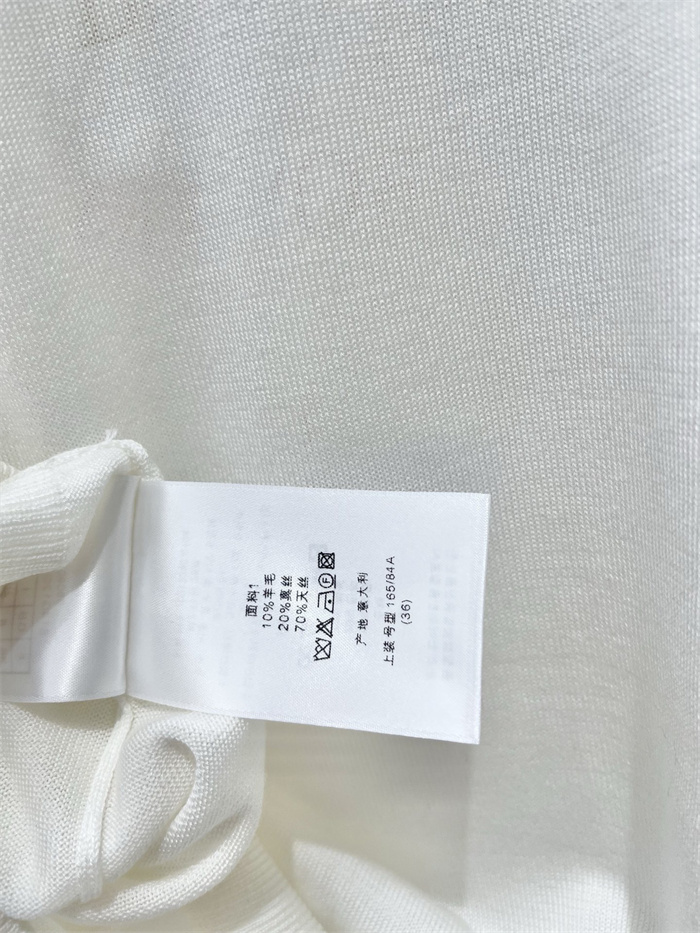 面料1
10%羊毛
20%真丝
70%天丝
F
产地 意大利
上装号型 165/84A
(36)